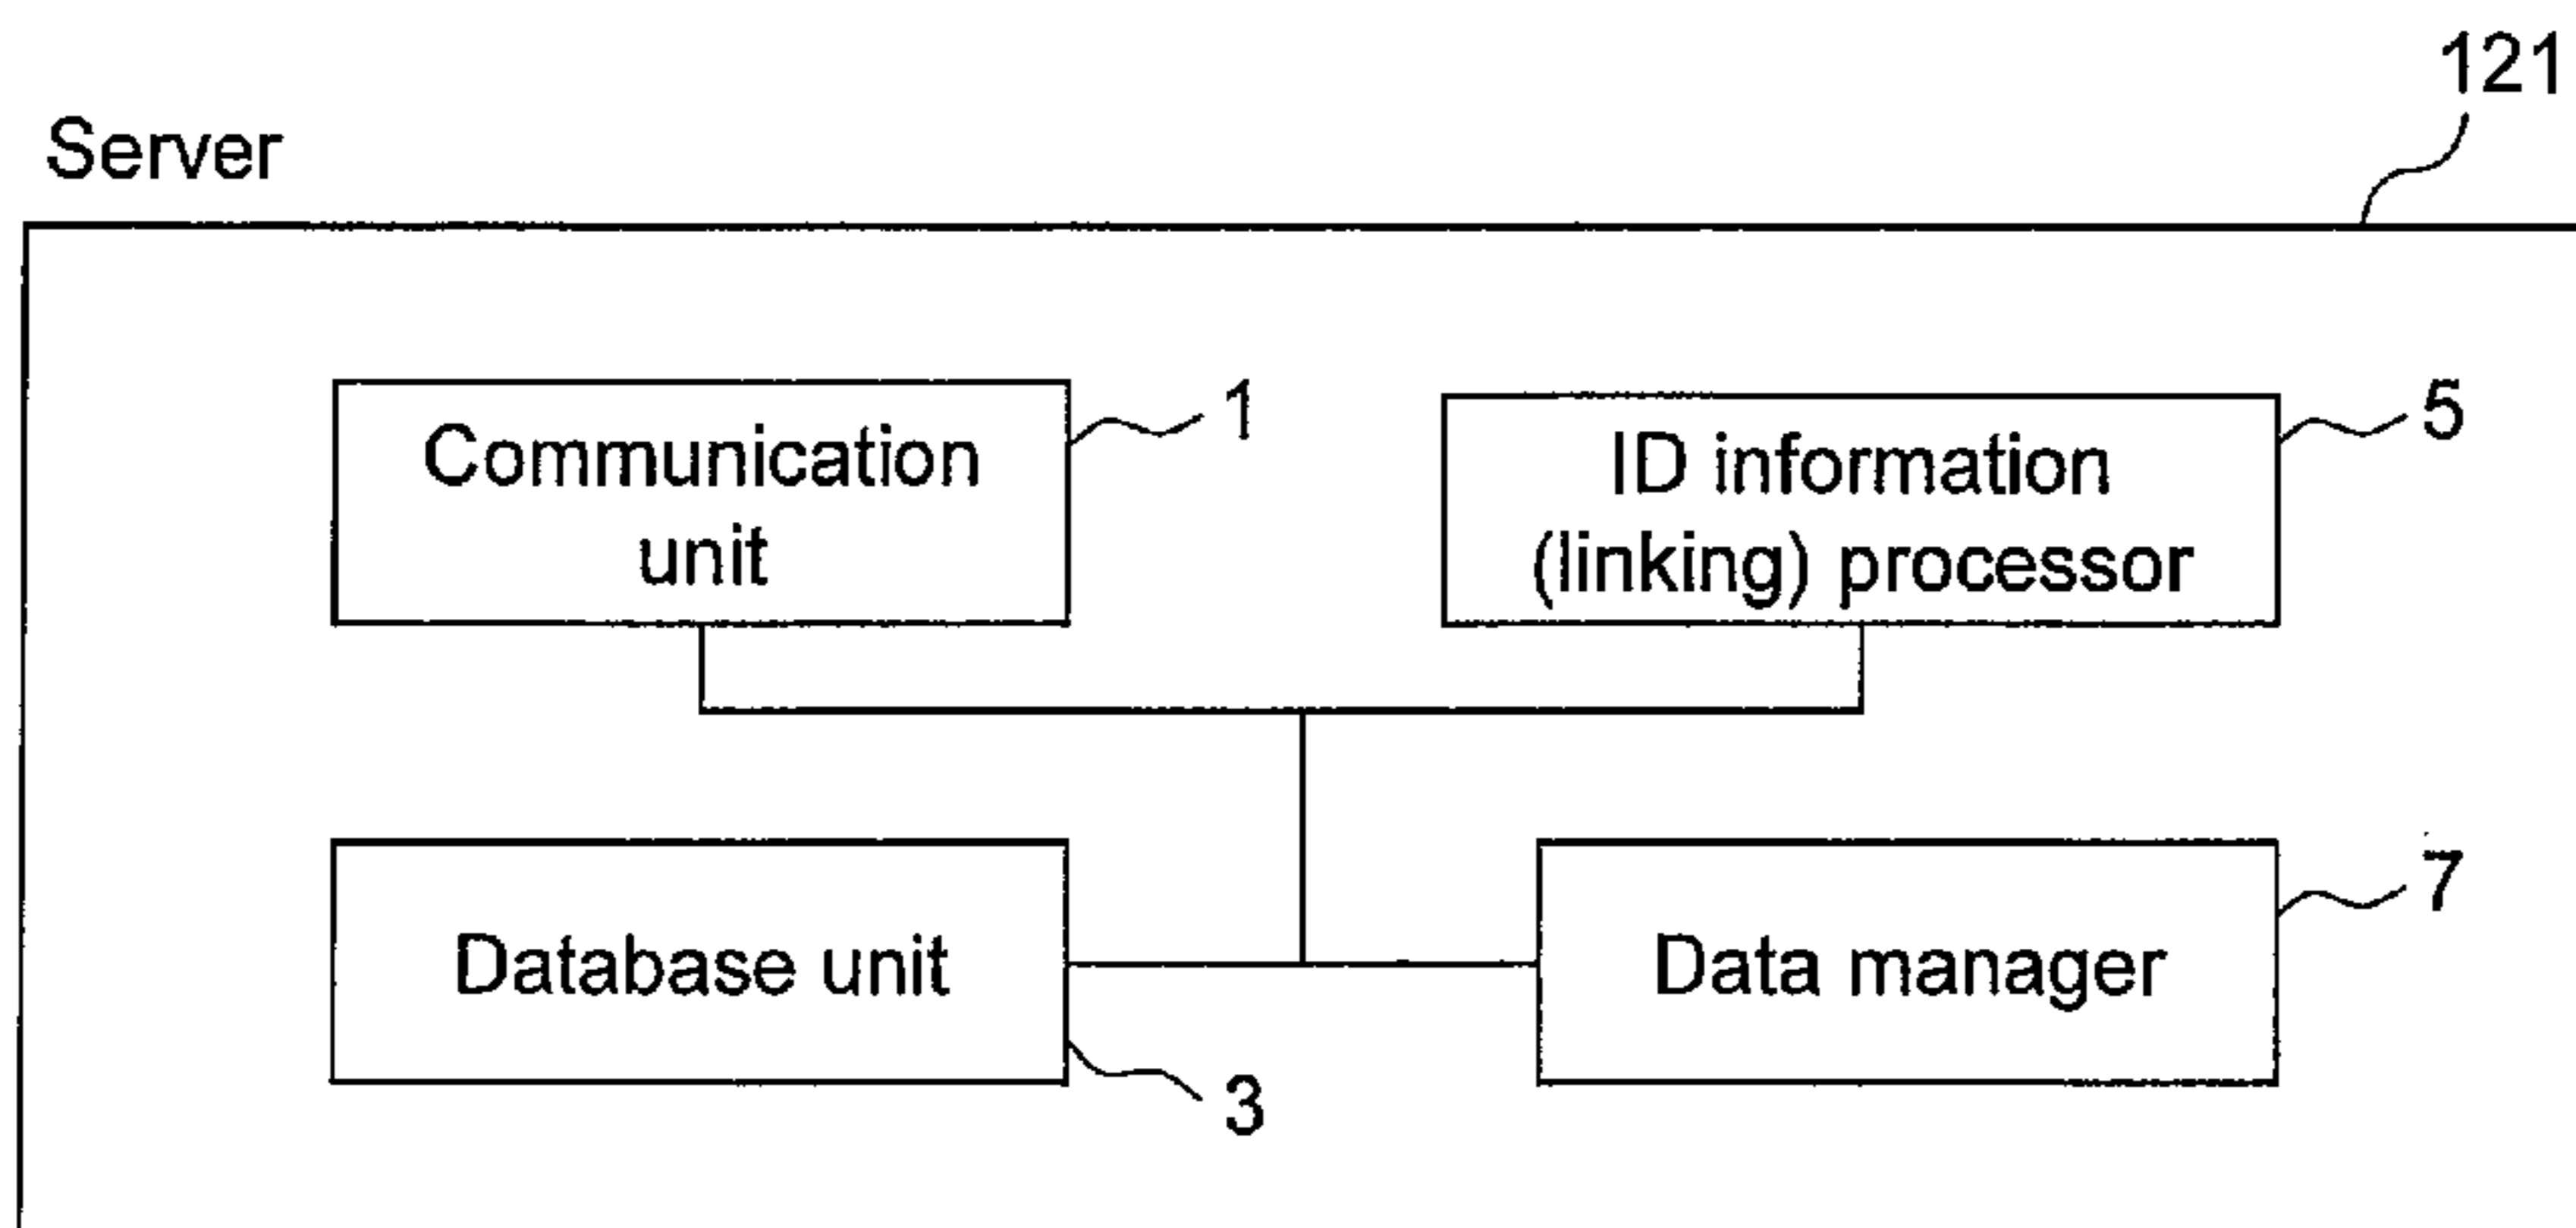 121
Server
Communication
unit
1
ID information
(linking) processor
5
Database unit
3
Data manager
7